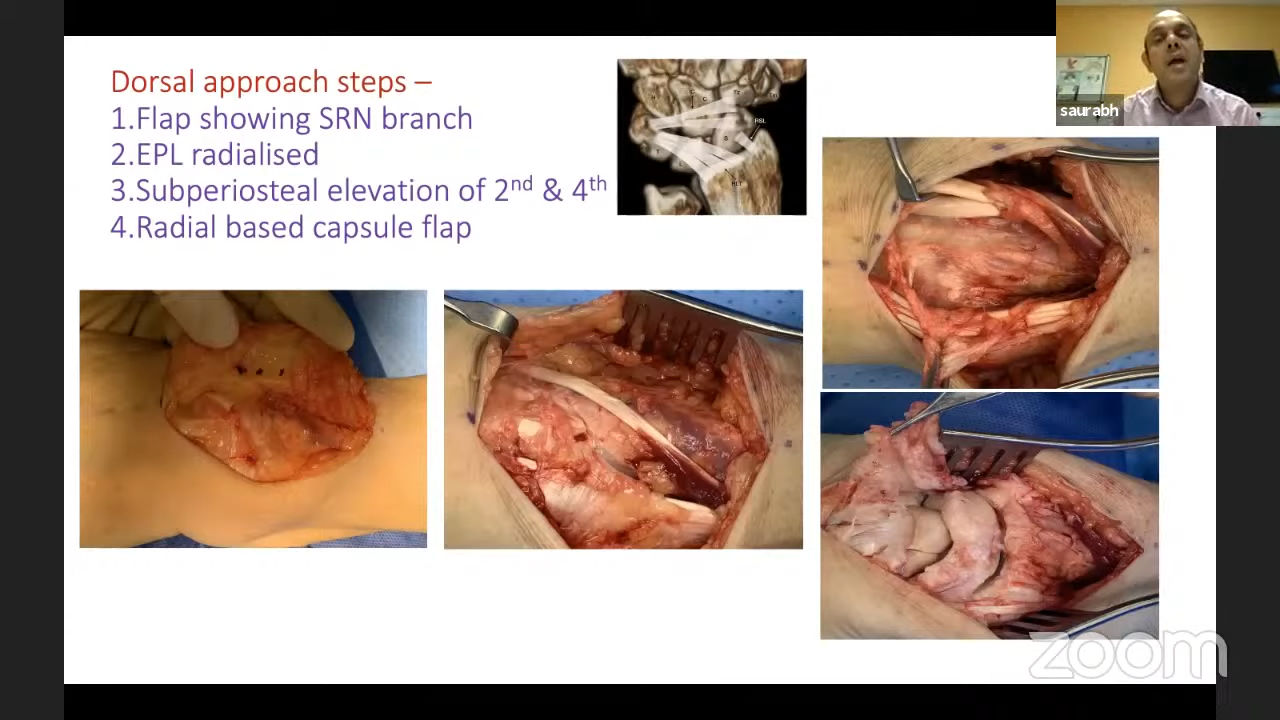 Dorsal approach steps –
1.Flap showing SRN branch
2.EPL radialised
3.Subperiosteal elevation of 2nd & 4th
4.Radial based capsule flap
RSL
saurabh
zoom